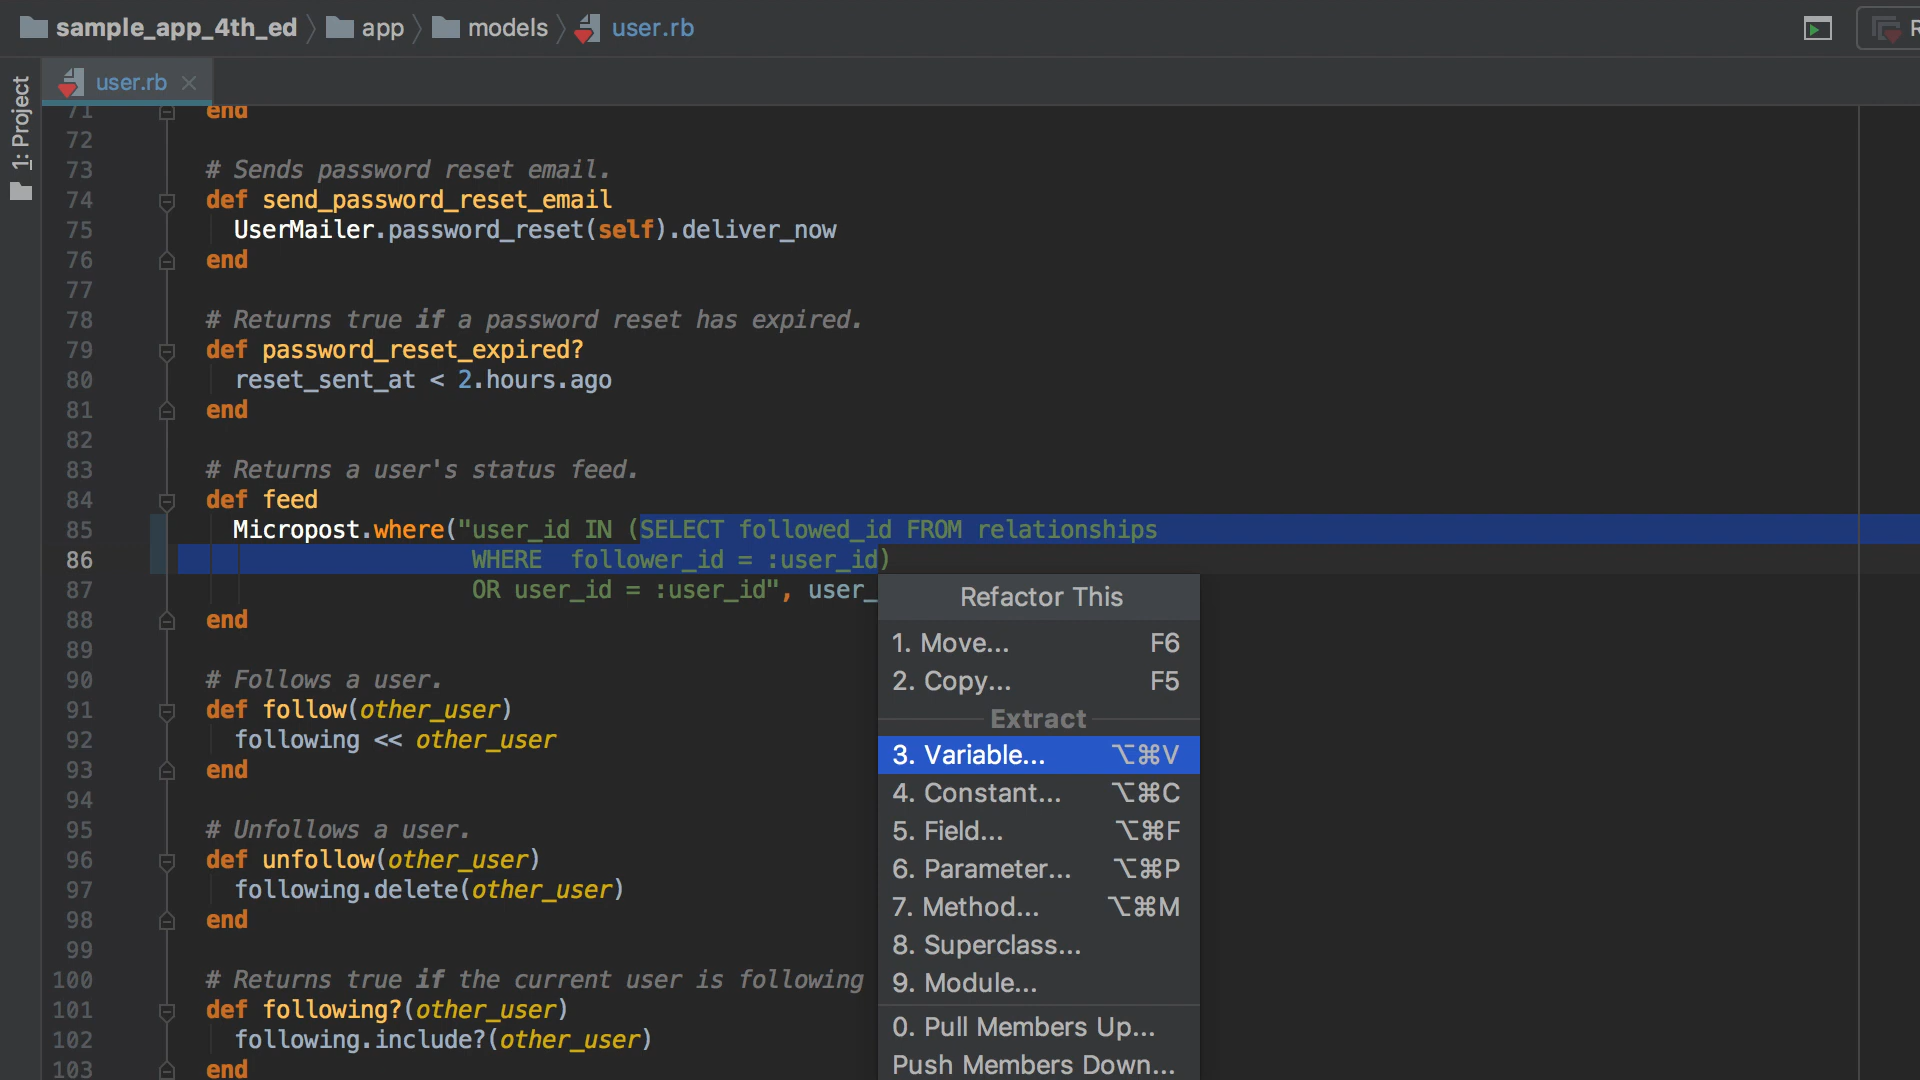 sample_app_4th_ed app models user.rb
R
1: Project
user.rb
71 end
72
73 # Sends password reset email.
74 def send_password_reset_email
75 UserMailer.password_reset(self).deliver_now
76 end
77
78 # Returns true if a password reset has expired.
79 def password_reset_expired?
80 reset_sent_at < 2.hours.ago
81 end
82
83 # Returns a user's status feed.
84 def feed
85 Micropost.where("user_id IN (SELECT followed_id FROM relationships
86 WHERE  follower_id = :user_id)
87 OR user_id = :user_id", user_
88 end
89
90 # Follows a user.
91 def follow(other_user)
92 following << other_user
93 end
94
95 # Unfollows a user.
96 def unfollow(other_user)
97 following.delete(other_user)
98 end
99
100 # Returns true if the current user is following
101 def following?(other_user)
102 following.include?(other_user)
103 end
Refactor This
1. Move... F6
2. Copy... F5
Extract
3. Variable... ⌥⌘V
4. Constant... ⌥⌘C
5. Field... ⌥⌘F
6. Parameter... ⌥⌘P
7. Method... ⌥⌘M
8. Superclass...
9. Module...
0. Pull Members Up...
Push Members Down...